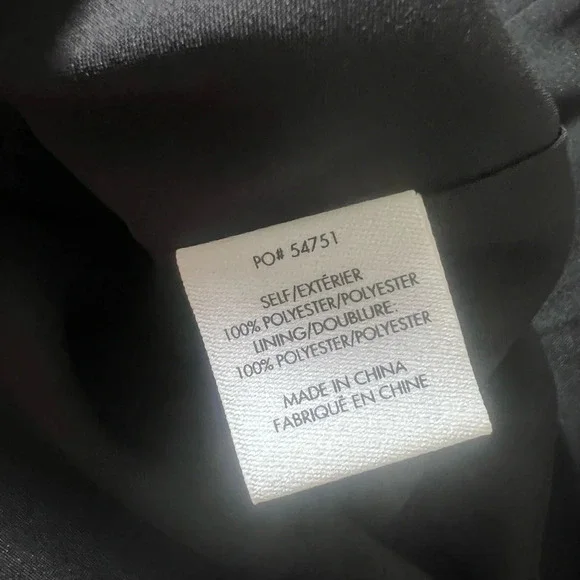 PO# 54751
SELF/EXTÉRIER
100% POLYESTER/POLYESTER
LINING/DOUBLURE:
100% POLYESTER/POLYESTER
MADE IN CHINA
FABRIQUÉ EN CHINE